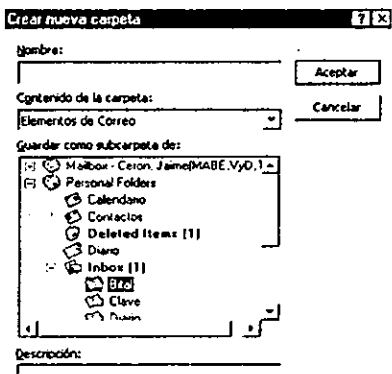 Crear nueva carpeta
Nombre:
Aceptar
Contenido de la carpeta:
Cancelar
Elementos de Correo
Guardar como subcarpeta de:
Mailbox - Ceron, Jaime(MABE,VyD,1
Personal Folders
Calendario
Contactos
Deleted Items [1]
Diario
Inbox [1]
Clave
Diario
Descripción: